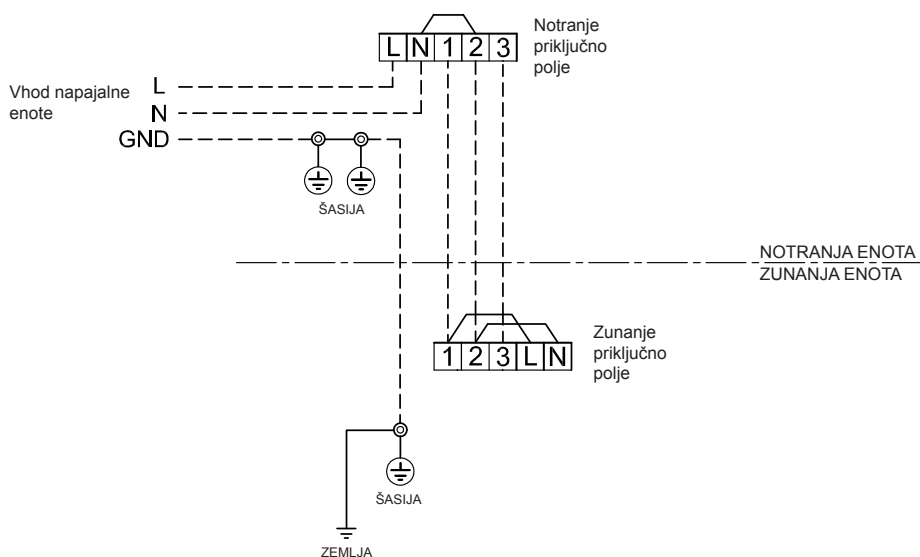 Notranje
priključno
polje
L N 1 2 3
Vhod napajalne
enote
L
N
GND
ŠASIJA
NOTRANJA ENOTA
ZUNANJA ENOTA
Zunanje
priključno
polje
1 2 3 L N
ŠASIJA
ZEMLJA